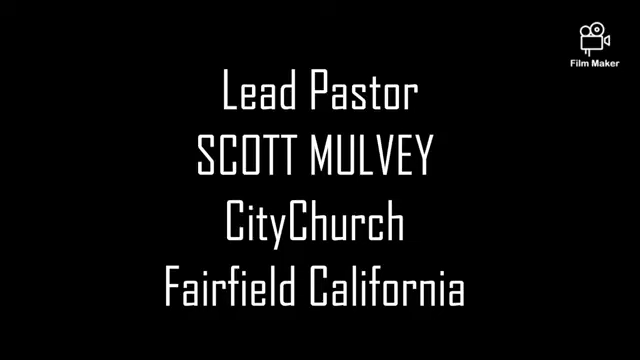 Film Maker
Lead Pastor
SCOTT MULVEY
CityChurch
Fairfield California